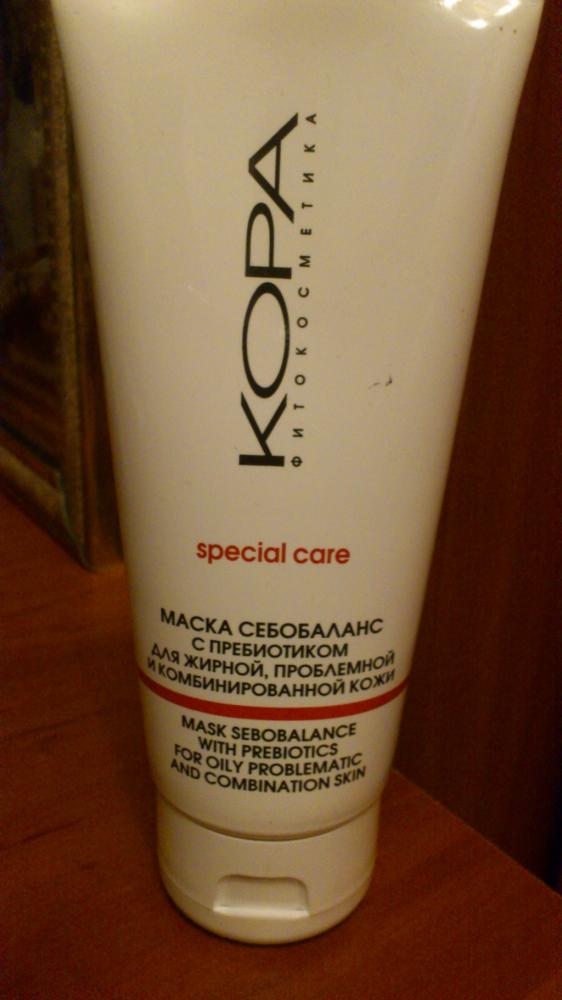 КОРА
ФИТОКОСМЕТИКА
special care
МАСКА СЕБОБАЛАНС
С ПРЕБИОТИКОМ
ДЛЯ ЖИРНОЙ, ПРОБЛЕМНОЙ
И КОМБИНИРОВАННОЙ КОЖИ
MASK SEBOBALANCE
WITH PREBIOTICS
FOR OILY PROBLEMATIC
AND COMBINATION SKIN